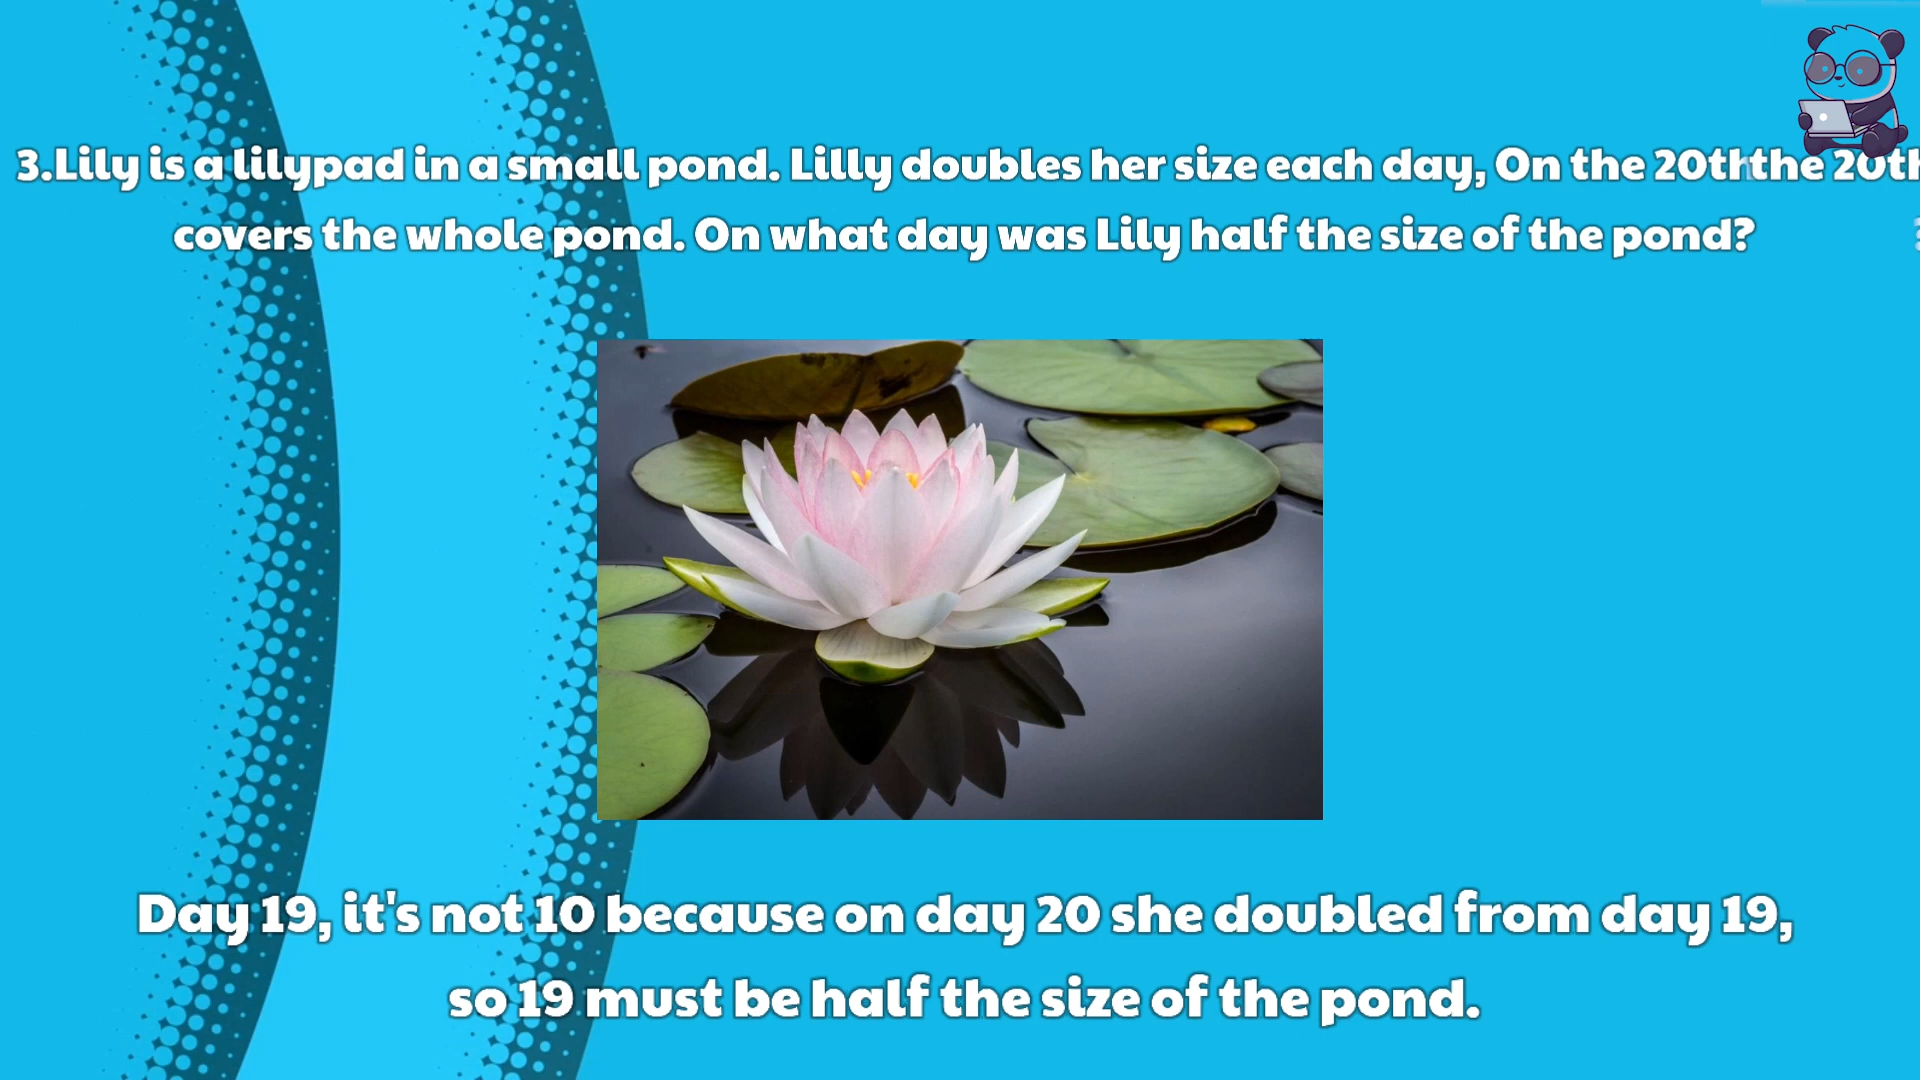 3.Lily is a lilypad in a small pond. Lilly doubles her size each day, On the 20th the 20th
covers the whole pond. On what day was Lily half the size of the pond?
Day 19, it's not 10 because on day 20 she doubled from day 19,
so 19 must be half the size of the pond.